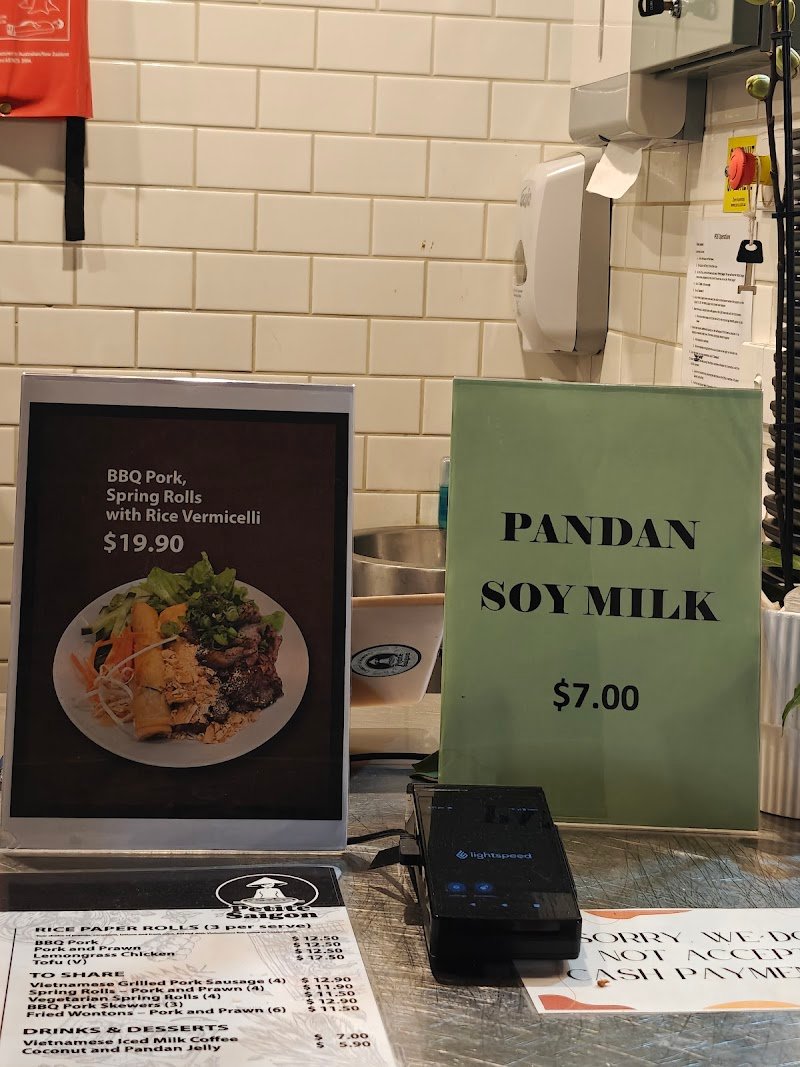 BBQ Pork,
Spring Rolls
with Rice Vermicelli
$19.90
PANDAN
SOY MILK
$7.00
lightspeed
Petite
Saigon
RICE PAPER ROLLS (3 per serve)
BBQ Pork $ 12.50
Pork and Prawn $ 12.50
Lemongrass Chicken $ 12.50
Tofu (V) $ 12.50
TO SHARE
Vietnamese Grilled Pork Sausage (4) $ 12.90
Spring Rolls – Pork and Prawn (4) $ 11.90
Vegetarian Spring Rolls (4) $ 11.50
BBQ Pork Skewers (3) $ 12.90
Fried Wontons – Pork and Prawn (6) $ 11.50
DRINKS & DESSERTS
Vietnamese Iced Milk Coffee $ 7.00
Coconut and Pandan Jelly $ 5.90
SORRY, WE DO
NOT ACCEPT
CASH PAYMEN